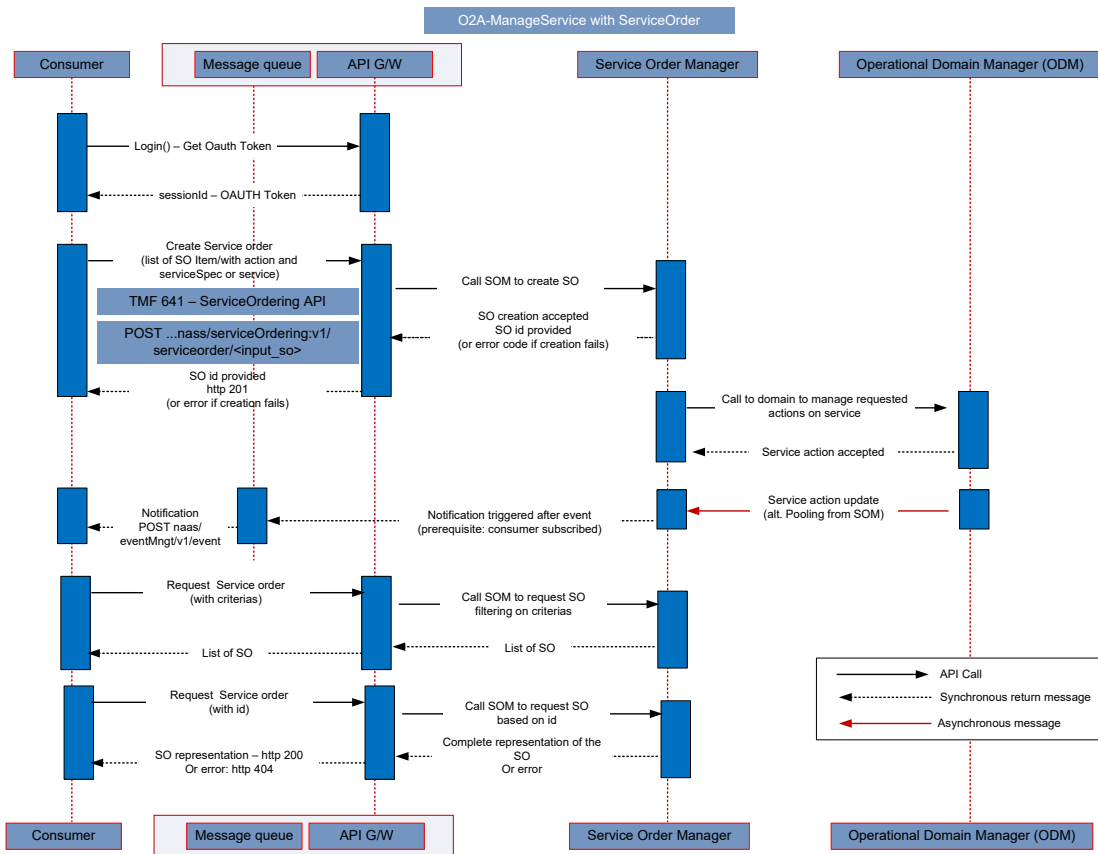 O2A-ManageService with ServiceOrder
Consumer
Message queue
API G/W
Service Order Manager
Operational Domain Manager (ODM)
Login() – Get Oauth Token
sessionId – OAUTH Token
Create Service order
(list of SO Item/with action and
serviceSpec or service)
Call SOM to create SO
TMF 641 – ServiceOrdering API
POST ...nass/serviceOrdering:v1/
serviceorder/<input_so>
SO creation accepted
SO id provided
(or error code if creation fails)
SO id provided
http 201
(or error if creation fails)
Call to domain to manage requested
actions on service
Service action accepted
Notification
POST naas/
eventMngt/v1/event
Notification triggered after event
(prerequisite: consumer subscribed)
Service action update
(alt. Pooling from SOM)
Request  Service order
(with criterias)
Call SOM to request SO
filtering on criterias
List of SO
List of SO
Request  Service order
(with id)
Call SOM to request SO
based on id
SO representation – http 200
Or error: http 404
Complete representation of the
SO
Or error
API Call
Synchronous return message
Asynchronous message
Consumer
Message queue
API G/W
Service Order Manager
Operational Domain Manager (ODM)